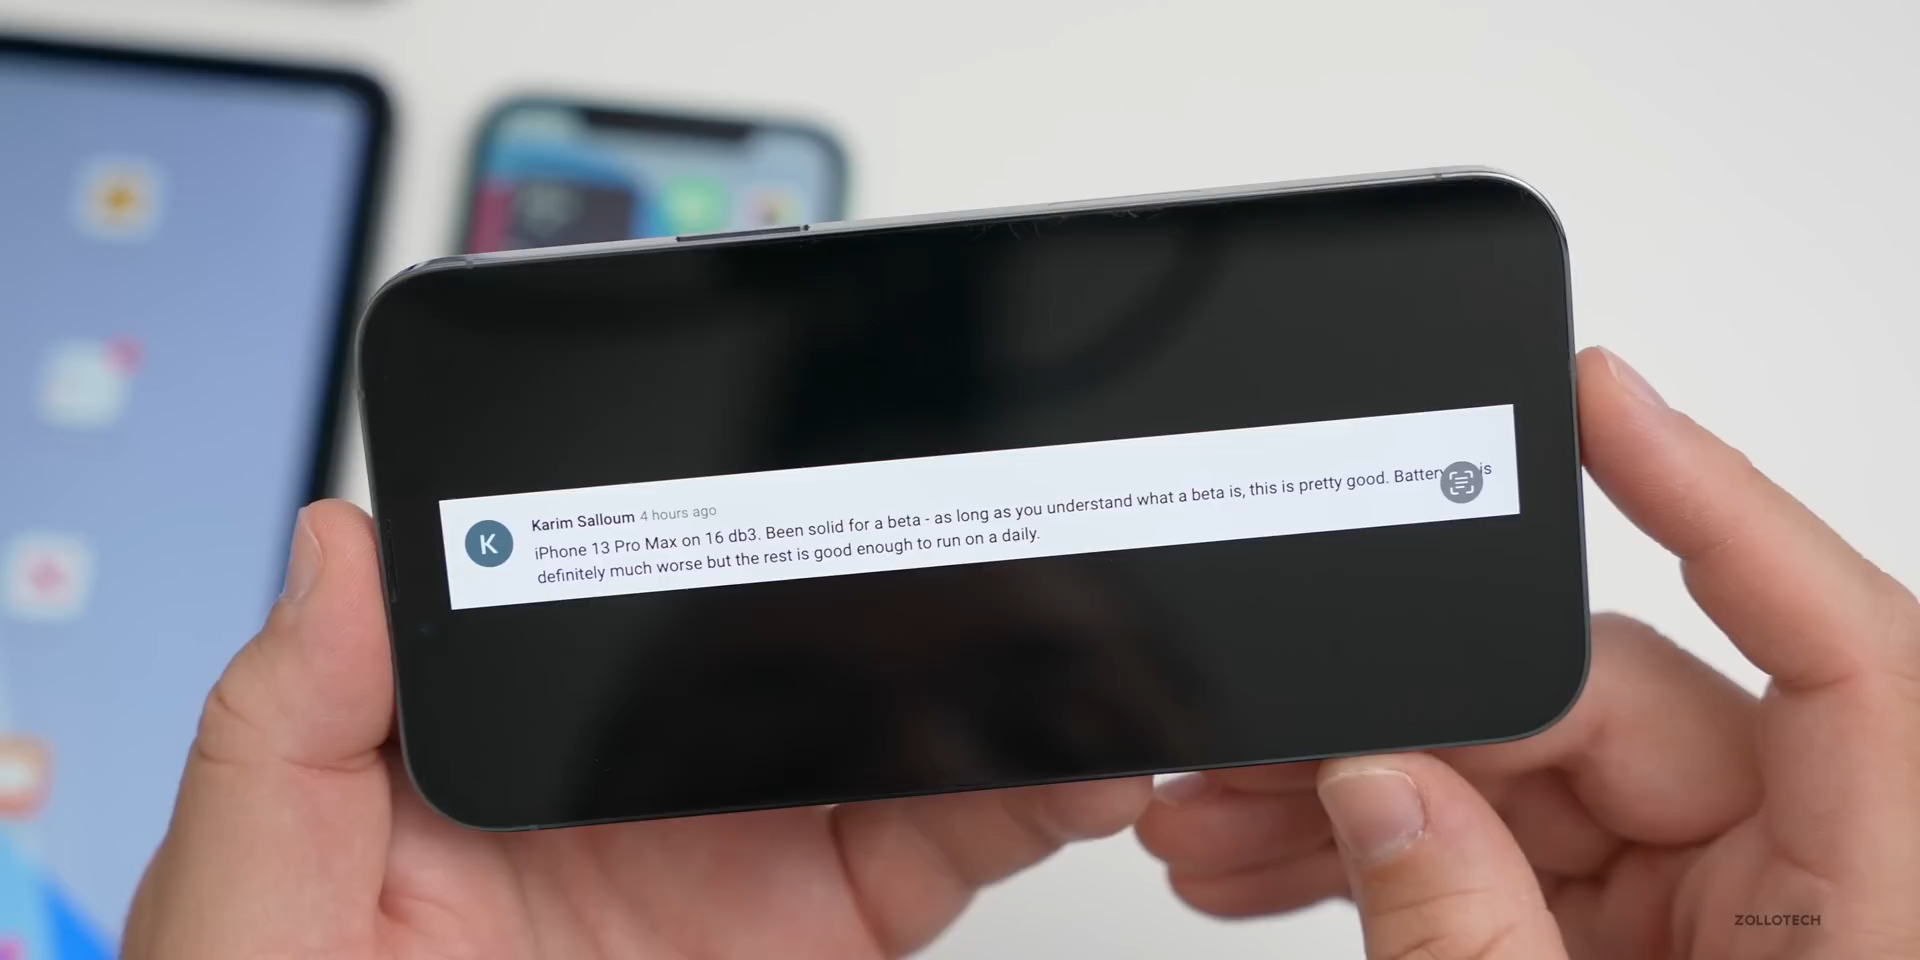 K
Karim Salloum 4 hours ago
iPhone 13 Pro Max on 16 db3. Been solid for a beta - as long as you understand what a beta is, this is pretty good. Batter is
definitely much worse but the rest is good enough to run on a daily.
ZOLLOTECH